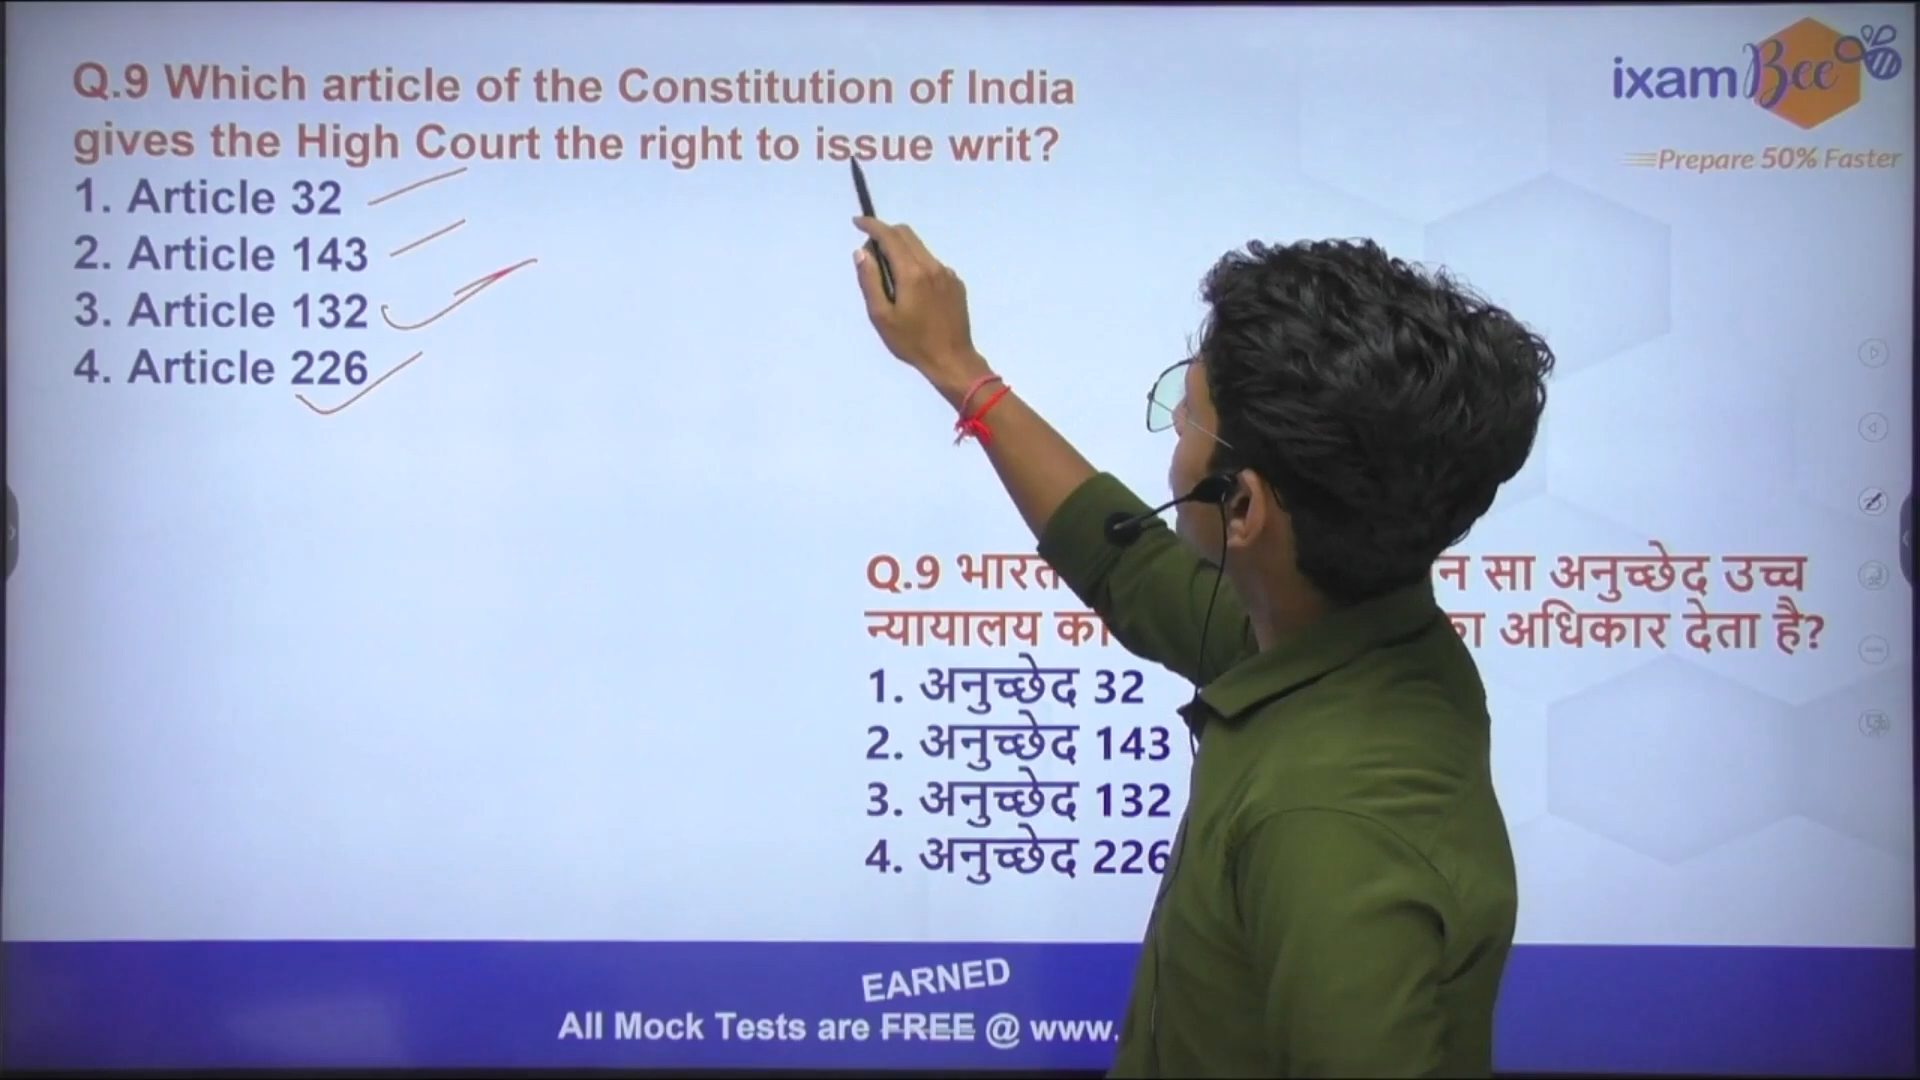 Q.9 Which article of the Constitution of India
gives the High Court the right to issue writ?
1. Article 32
2. Article 143
3. Article 132
4. Article 226
ixamBee
Prepare 50% Faster
Q.9 भारत सा अनुच्छेद उच्च
न्यायालय अधिकार देता है?
1. अनुच्छेद 32
2. अनुच्छेद 143
3. अनुच्छेद 132
4. अनुच्छेद 226
EARNED
All Mock Tests are FREE @ www.